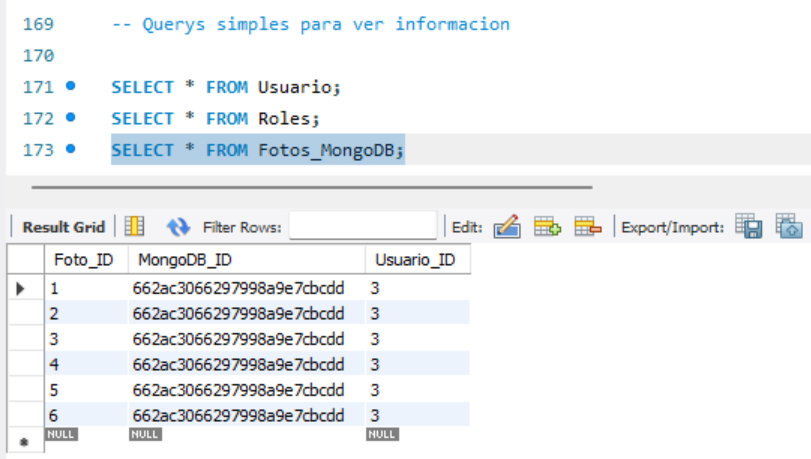 169 -- Querys simples para ver informacion
170
171 SELECT * FROM Usuario;
172 SELECT * FROM Roles;
173 SELECT * FROM Fotos_MongoDB;
Result Grid Filter Rows: Edit: Export/Import:
Foto_ID MongoDB_ID Usuario_ID
1 662ac3066297998a9e7cbcdd 3
2 662ac3066297998a9e7cbcdd 3
3 662ac3066297998a9e7cbcdd 3
4 662ac3066297998a9e7cbcdd 3
5 662ac3066297998a9e7cbcdd 3
6 662ac3066297998a9e7cbcdd 3
NULL NULL NULL